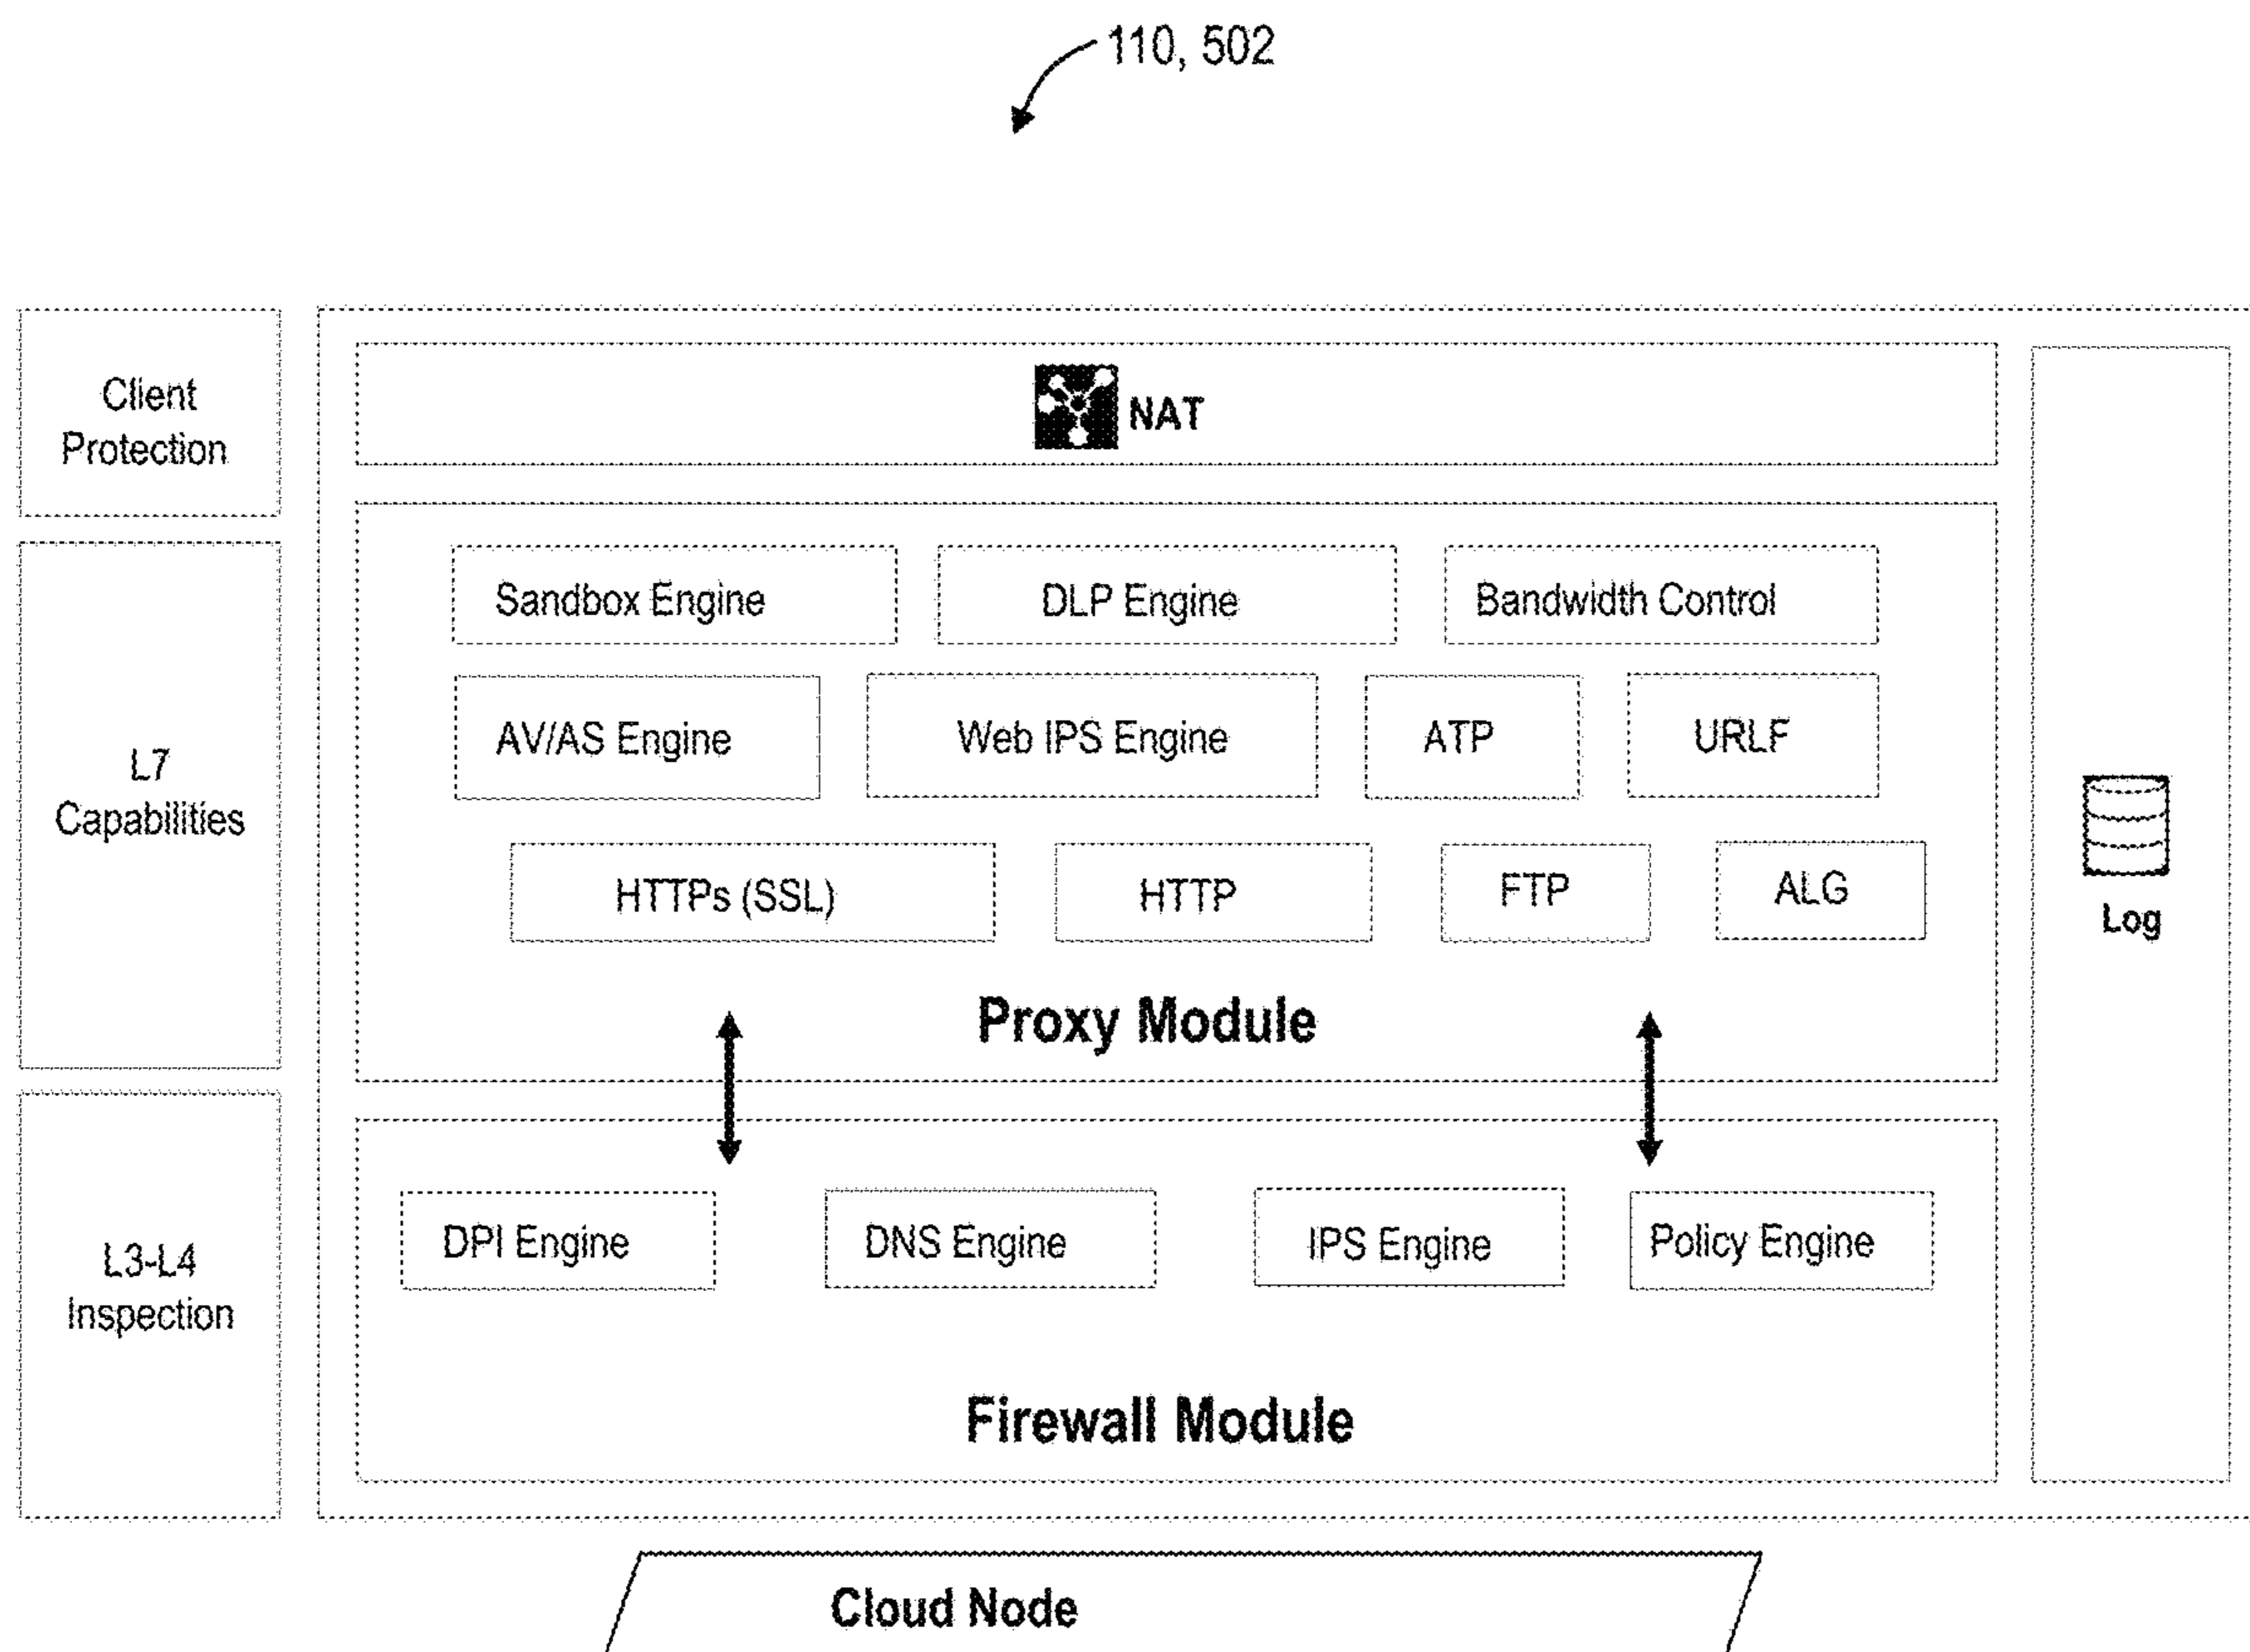 110, 502
Client
Protection
NAT
Sandbox Engine
DLP Engine
Bandwidth Control
AV/AS Engine
Web IPS Engine
ATP
URLF
L7
Capabilities
HTTPs (SSL)
HTTP
FTP
ALG
Log
Proxy Module
L3-L4
Inspection
DPI Engine
DNS Engine
IPS Engine
Policy Engine
Firewall Module
Cloud Node